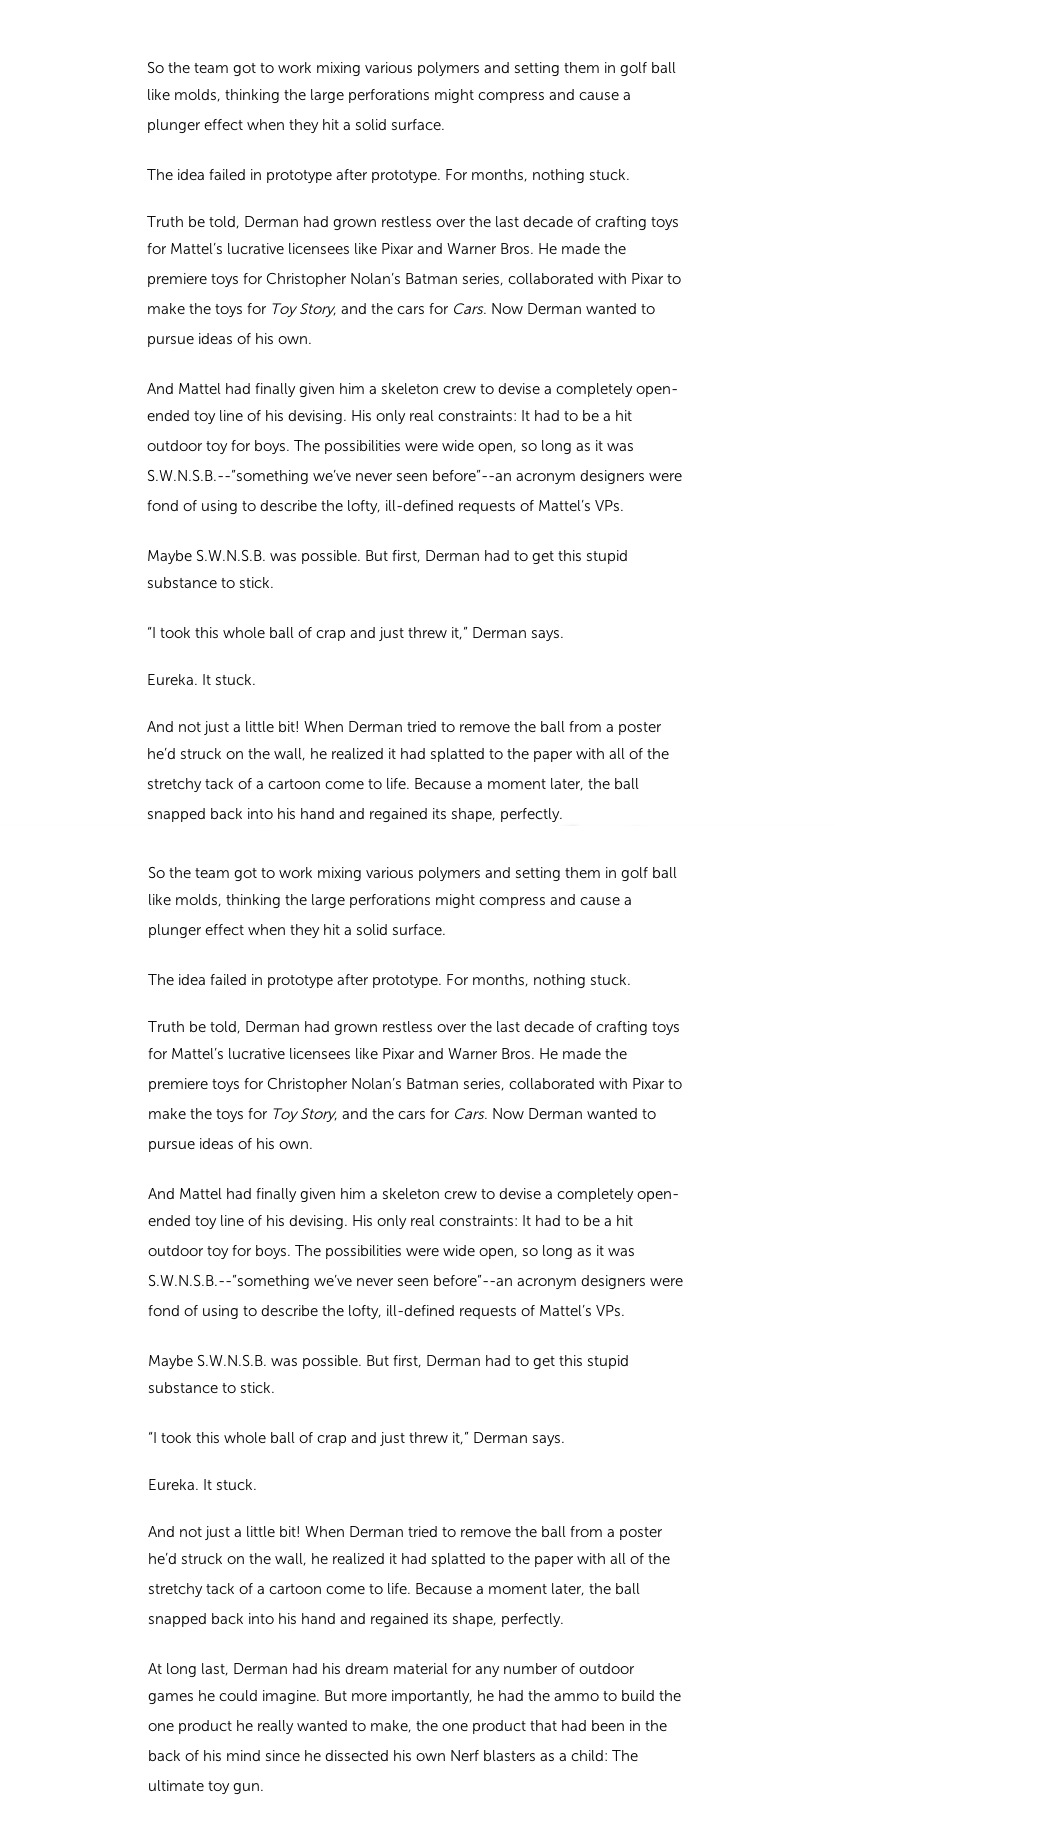 So the team got to work mixing various polymers and setting them in golf ball
like molds, thinking the large perforations might compress and cause a
plunger effect when they hit a solid surface.
The idea failed in prototype after prototype. For months, nothing stuck.
Truth be told, Derman had grown restless over the last decade of crafting toys
for Mattel’s lucrative licensees like Pixar and Warner Bros. He made the
premiere toys for Christopher Nolan’s Batman series, collaborated with Pixar to
make the toys for Toy Story, and the cars for Cars. Now Derman wanted to
pursue ideas of his own.
And Mattel had finally given him a skeleton crew to devise a completely open-
ended toy line of his devising. His only real constraints: It had to be a hit
outdoor toy for boys. The possibilities were wide open, so long as it was
S.W.N.S.B.--”something we’ve never seen before”--an acronym designers were
fond of using to describe the lofty, ill-defined requests of Mattel’s VPs.
Maybe S.W.N.S.B. was possible. But first, Derman had to get this stupid
substance to stick.
“I took this whole ball of crap and just threw it,” Derman says.
Eureka. It stuck.
And not just a little bit! When Derman tried to remove the ball from a poster
he’d struck on the wall, he realized it had splatted to the paper with all of the
stretchy tack of a cartoon come to life. Because a moment later, the ball
snapped back into his hand and regained its shape, perfectly.
So the team got to work mixing various polymers and setting them in golf ball
like molds, thinking the large perforations might compress and cause a
plunger effect when they hit a solid surface.
The idea failed in prototype after prototype. For months, nothing stuck.
Truth be told, Derman had grown restless over the last decade of crafting toys
for Mattel’s lucrative licensees like Pixar and Warner Bros. He made the
premiere toys for Christopher Nolan’s Batman series, collaborated with Pixar to
make the toys for Toy Story, and the cars for Cars. Now Derman wanted to
pursue ideas of his own.
And Mattel had finally given him a skeleton crew to devise a completely open-
ended toy line of his devising. His only real constraints: It had to be a hit
outdoor toy for boys. The possibilities were wide open, so long as it was
S.W.N.S.B.--”something we’ve never seen before”--an acronym designers were
fond of using to describe the lofty, ill-defined requests of Mattel’s VPs.
Maybe S.W.N.S.B. was possible. But first, Derman had to get this stupid
substance to stick.
“I took this whole ball of crap and just threw it,” Derman says.
Eureka. It stuck.
And not just a little bit! When Derman tried to remove the ball from a poster
he’d struck on the wall, he realized it had splatted to the paper with all of the
stretchy tack of a cartoon come to life. Because a moment later, the ball
snapped back into his hand and regained its shape, perfectly.
At long last, Derman had his dream material for any number of outdoor
games he could imagine. But more importantly, he had the ammo to build the
one product he really wanted to make, the one product that had been in the
back of his mind since he dissected his own Nerf blasters as a child: The
ultimate toy gun.